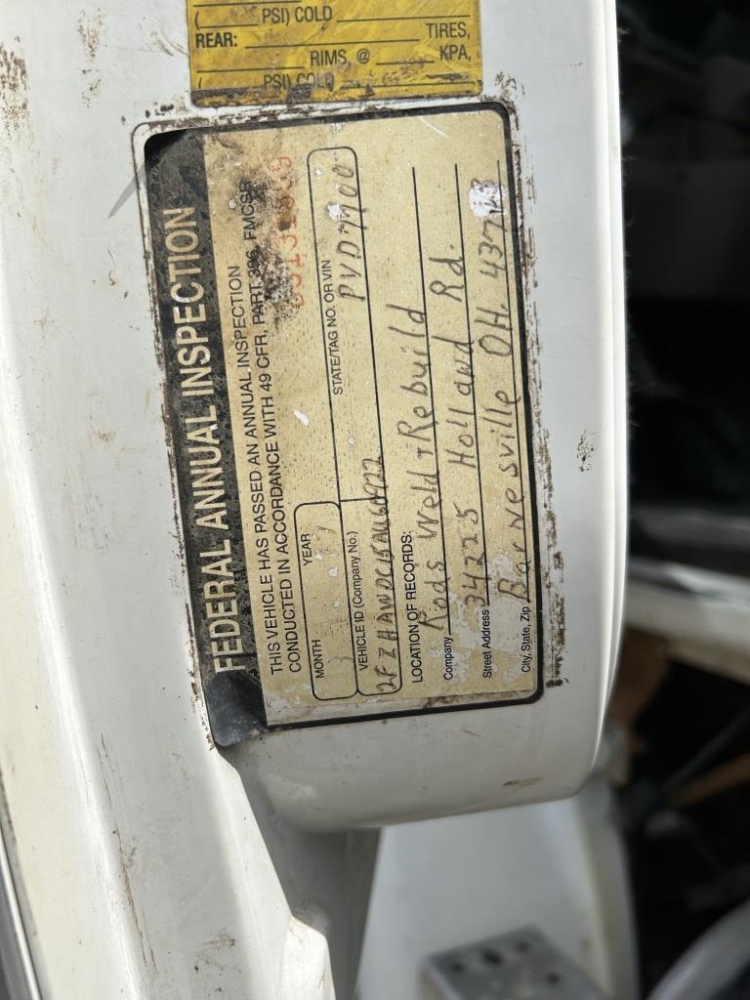 PSI) COLD
REAR: TIRES,
RIMS, @ KPA,
( PSI) COLD
FEDERAL ANNUAL INSPECTION
THIS VEHICLE HAS PASSED AN ANNUAL INSPECTION
CONDUCTED IN ACCORDANCE WITH 49 CFR, PART 396, FMCSR
MONTH YEAR
VEHICLE ID (Company No.) STATE/TAG NO. OR VIN
PVD7700
LOCATION OF RECORDS:
Company Rods Weld + Rebuild
Street Address 34225 Holland Rd.
City, State, Zip Barnesville OH. 43713